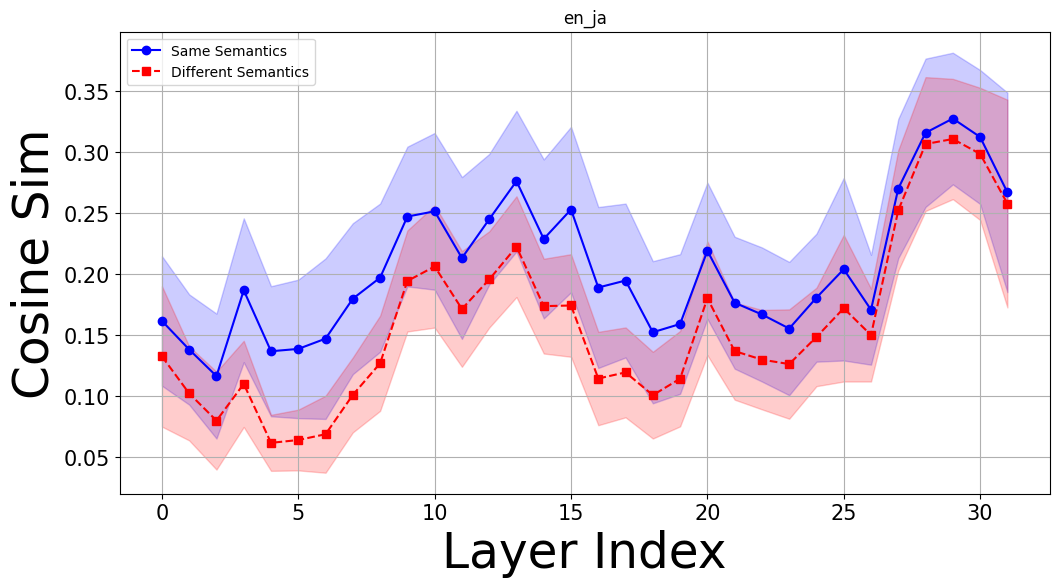 en_ja
Same Semantics
Different Semantics
Cosine Sim
0.35
0.30
0.25
0.20
0.15
0.10
0.05
0 5 10 15 20 25 30
Layer Index